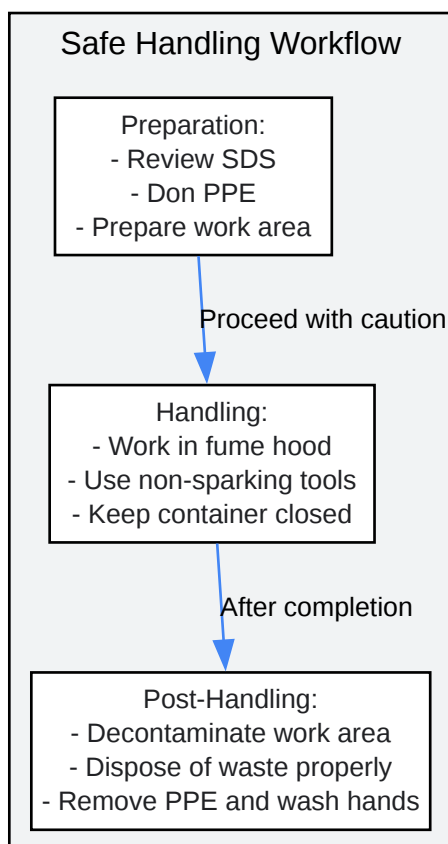 Safe Handling Workflow
Preparation:
- Review SDS
- Don PPE
- Prepare work area
Proceed with caution
Handling:
- Work in fume hood
- Use non-sparking tools
- Keep container closed
After completion
Post-Handling:
- Decontaminate work area
- Dispose of waste properly
- Remove PPE and wash hands